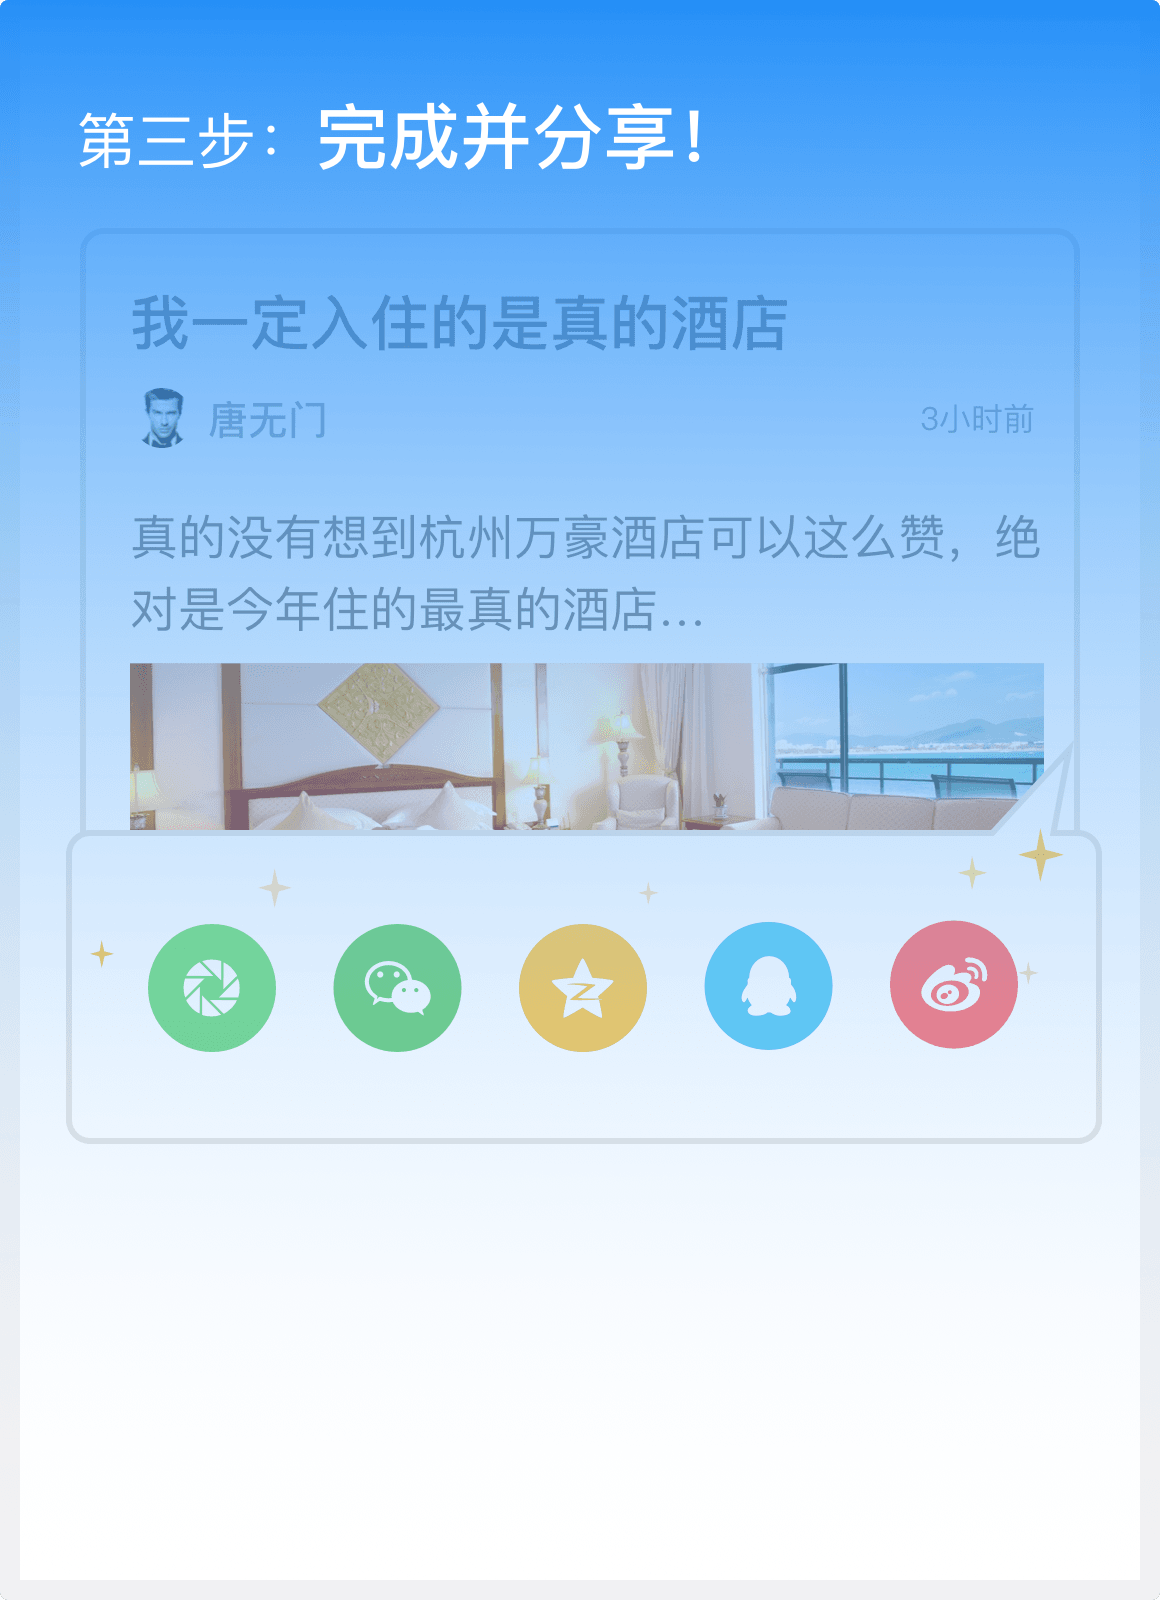 第三步：完成并分享！
我一定入住的是真的酒店
唐无门
3小时前
真的没有想到杭州万豪酒店可以这么赞，绝
对是今年住的最真的酒店...